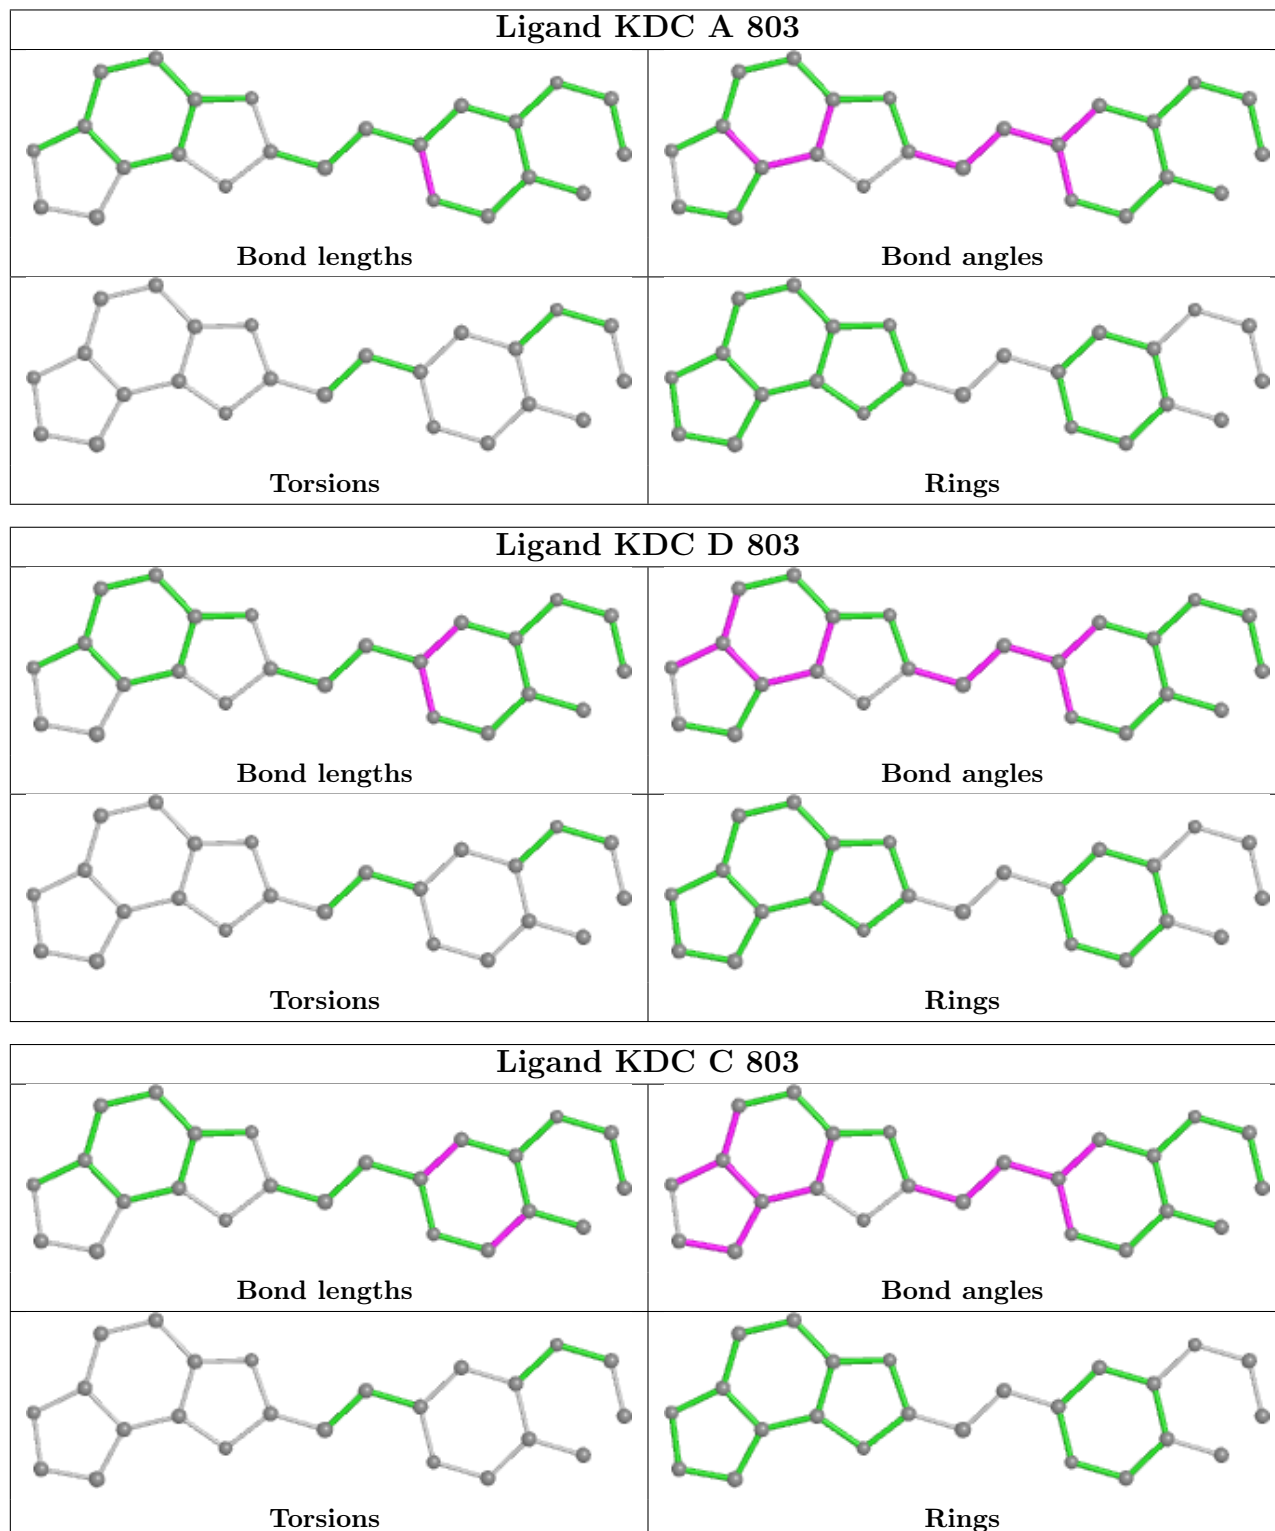 Ligand KDC A 803
Bond lengths
Bond angles
Torsions
Rings
Ligand KDC D 803
Bond lengths
Bond angles
Torsions
Rings
Ligand KDC C 803
Bond lengths
Bond angles
Torsions
Rings